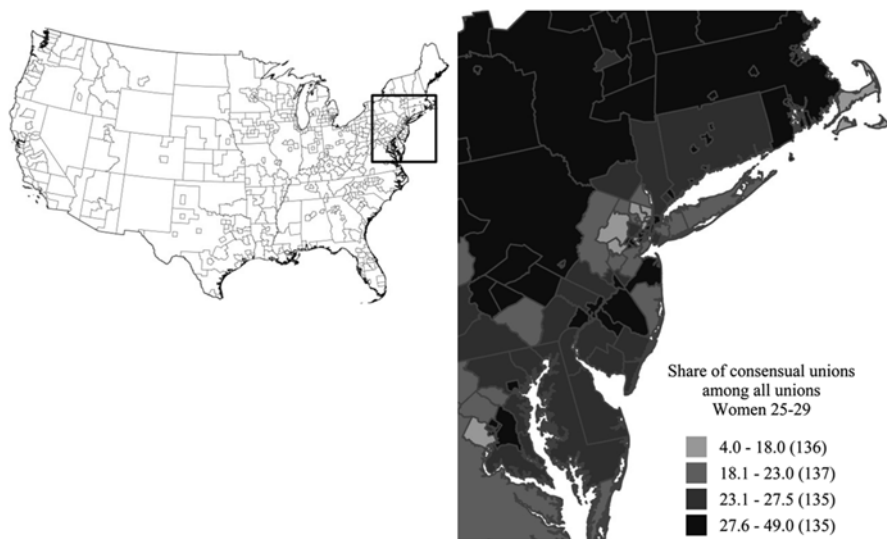 Share of consensual unions
among all unions
Women 25-29
4.0 - 18.0 (136)
18.1 - 23.0 (137)
23.1 - 27.5 (135)
27.6 - 49.0 (135)